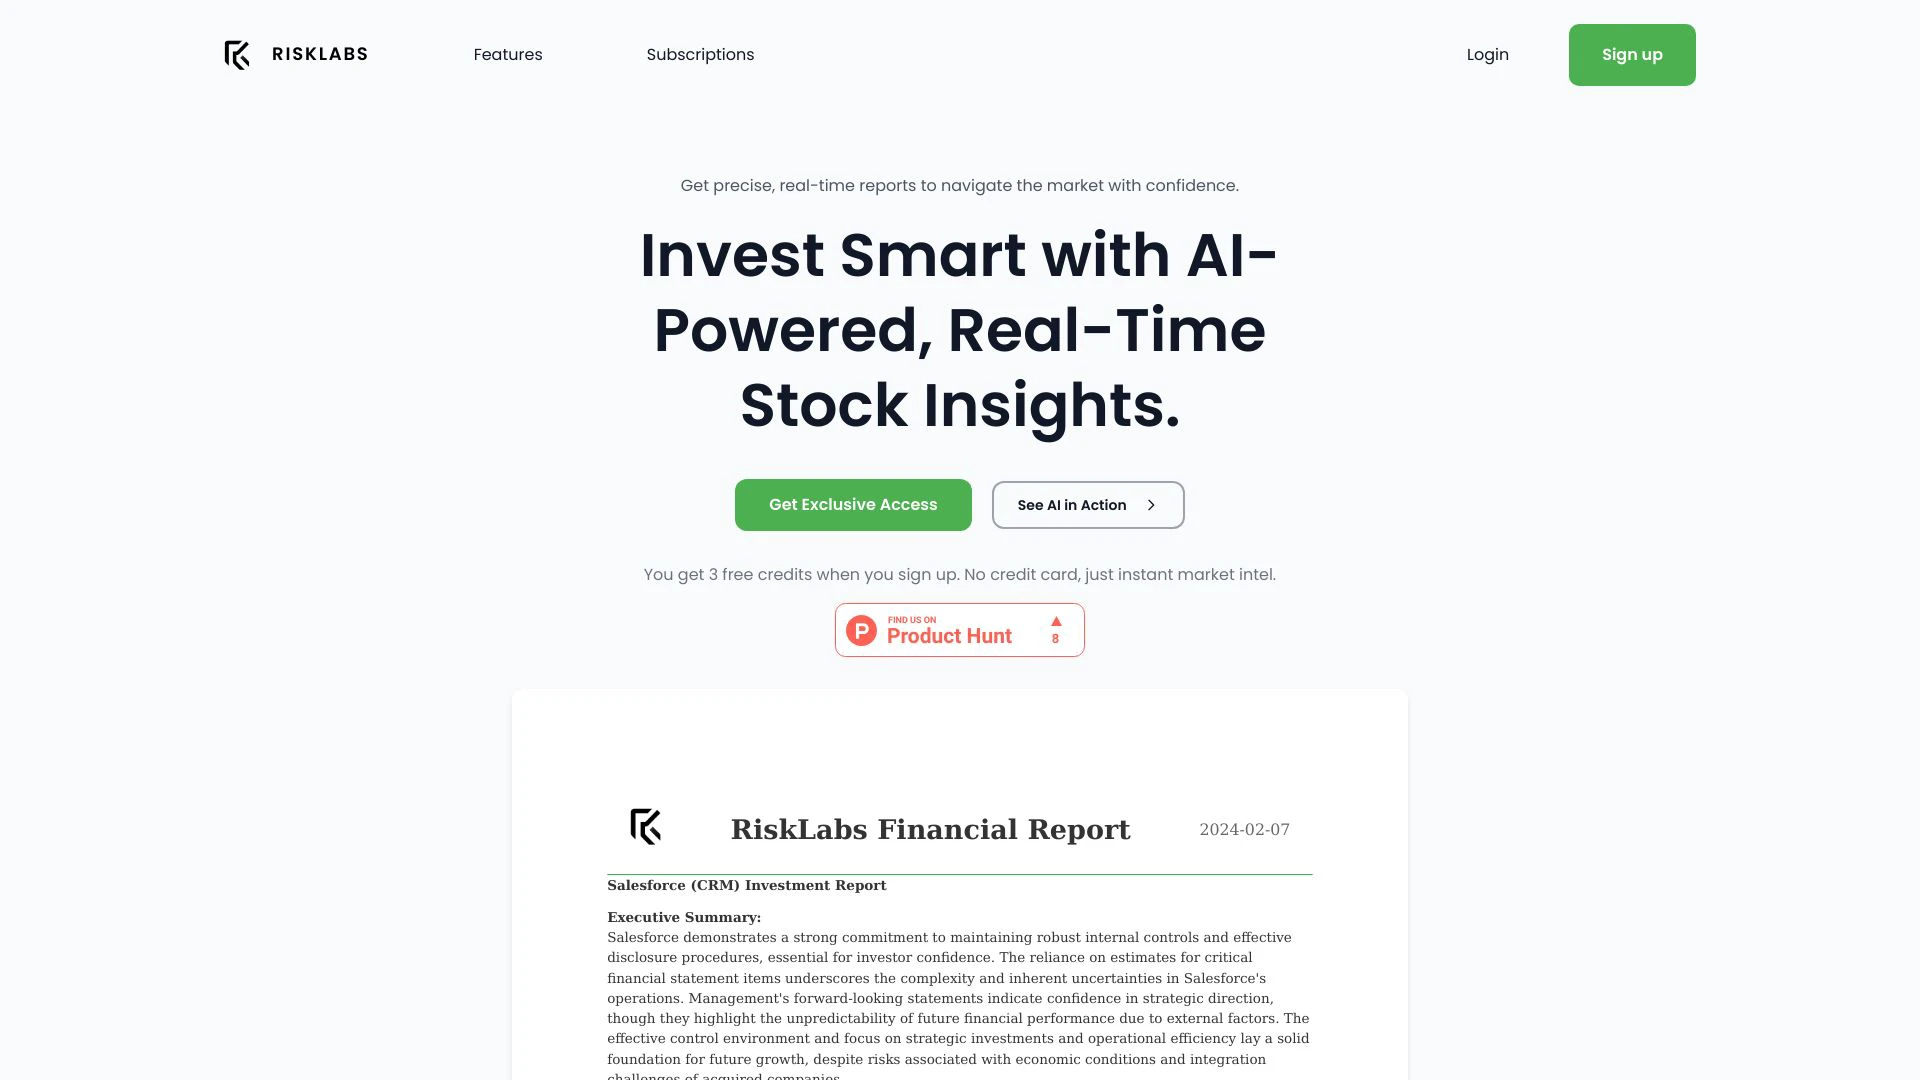 RISKLABS
Features
Subscriptions
Login
Sign up
Get precise, real-time reports to navigate the market with confidence.
Invest Smart with AI-
Powered, Real-Time
Stock Insights.
Get Exclusive Access
See AI in Action
You get 3 free credits when you sign up. No credit card, just instant market intel.
P
FIND US ON
Product Hunt
8
RiskLabs Financial Report
2024-02-07
Salesforce (CRM) Investment Report
Executive Summary:
Salesforce demonstrates a strong commitment to maintaining robust internal controls and effective
disclosure procedures, essential for investor confidence. The reliance on estimates for critical
financial statement items underscores the complexity and inherent uncertainties in Salesforce's
operations. Management's forward-looking statements indicate confidence in strategic direction,
though they highlight the unpredictability of future financial performance due to external factors. The
effective control environment and focus on strategic investments and operational efficiency lay a solid
foundation for future growth, despite risks associated with economic conditions and integration
challenges of acquired companies.